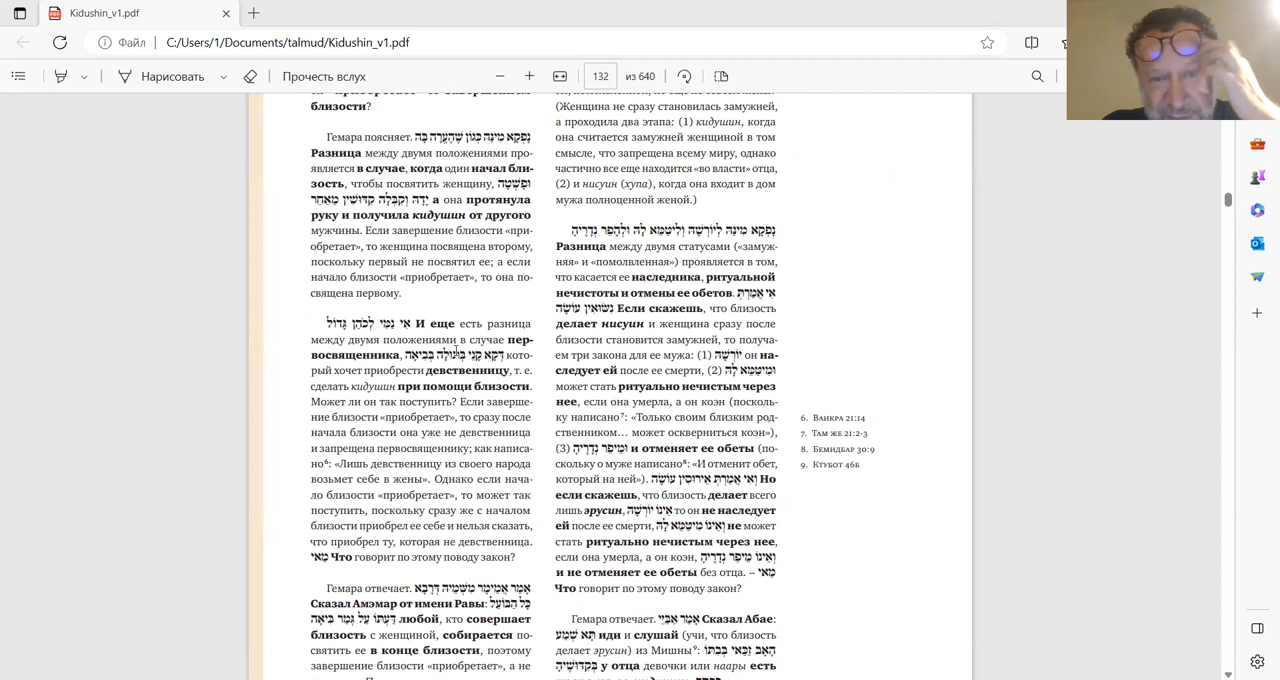 Kidushin_v1.pdf
Файл
C:/Users/1/Documents/talmud/Kidushin_v1.pdf
Нарисовать
Прочесть вслух
132 из 640
близости?
Гемара поясняет. נָפְקָא מִינַּהּ כְּגוֹן שֶׁהֶעֱרָה בָּהּ
Разница между двумя положениями про-
является в случае, когда один начал бли-
зость, чтобы посвятить женщину, וּפָשְׁטָה
יָדָהּ וְקִבְּלָה קִדּוּשִׁין מֵאַחֵר а она протянула
руку и получила кидушин от другого
мужчины. Если завершение близости «при-
обретает», то женщина посвящена второму,
поскольку первый не посвятил ее; а если
начало близости «приобретает», то она по-
священа первому.
אִי נַמִי לְכֹהֵן גָּדוֹל И еще есть разница
между двумя положениями в случае пер-
восвященника, דְּקָא קָנֵי בְּתוּלָה בְּבִיאָה кото-
рый хочет приобрести девственницу, т. е.
сделать кидушин при помощи близости.
Может ли он так поступить? Если заверше-
ние близости «приобретает», то сразу после
начала близости она уже не девственница
и запрещена первосвященнику; как написа-
но⁶: «Лишь девственницу из своего народа
возьмет себе в жены». Однако если нача-
ло близости «приобретает», то может так
поступить, поскольку сразу же с началом
близости приобрел ее себе и нельзя сказать,
что приобрел ту, которая не девственница.
מַאי Что говорит по этому поводу закон?
Гемара отвечает. אָמַר אַמֵימָר מִשְּׁמֵיהּ דְּרָבָא
Сказал Амэмар от имени Равы: כָּל הַבּוֹעֵל
דַּעְתּוֹ עַל גְּמַר בִּיאָה любой, кто совершает
близость с женщиной, собирается по-
святить ее в конце близости, поэтому
завершение близости «приобретает», а не
(Женщина не сразу становилась замужней,
а проходила два этапа: (1) кидушин, когда
она считается замужней женщиной в том
смысле, что запрещена всему миру, однако
частично все еще находится «во власти» отца,
(2) и нисуин (хупа), когда она входит в дом
мужа полноценной женой.)
נָפְקָא מִינַּהּ לְיוֹרְשָׁהּ וְלִיטַּמֵּא לָהּ וּלְהָפֵר נְדָרֶיהָ
Разница между двумя статусами («замуж-
няя» и «помолвленная») проявляется в том,
что касается ее наследника, ритуальной
нечистоты и отмены ее обетов. אִי אָמְרַתְּ
נִשּׂוּאִין עוֹשָׂה Если скажешь, что близость
делает нисуин и женщина сразу после
близости становится замужней, то получа-
ем три закона для ее мужа: (1) יוֹרְשָׁהּ он на-
следует ей после ее смерти, (2) וּמִיטַּמֵּא לָהּ
может стать ритуально нечистым через
нее, если она умерла, а он коэн (посколь-
ку написано⁷: «Только своим близким род-
ственником... может оскверниться коэн»),
(3) וּמֵיפֵר נְדָרֶיהָ и отменяет ее обеты (по-
скольку о муже написано⁸: «И отменит обет,
который на ней»). וְאִי אָמְרַתְּ אֵירוּסִין עוֹשָׂה Но
если скажешь, что близость делает всего
лишь эрусин, אֵינוֹ יוֹרְשָׁהּ то он не наследует
ей после ее смерти, וְאֵינוֹ מִיטַּמֵּא לָהּ не может
стать ритуально нечистым через нее,
если она умерла, а он коэн, וְאֵינוֹ מֵיפֵר נְדָרֶיהָ
и не отменяет ее обеты без отца. – מַאי
Что говорит по этому поводу закон?
Гемара отвечает. אָמַר אַבַּיֵי Сказал Абае:
תָּא שְׁמַע иди и слушай (учи, что близость
делает эрусин) из Мишны⁹: הָאָב זַכַּאי בְּבִתּוֹ
בְּקִדּוּשֶׁיהָ у отца девочки или наары есть
6. Ваикра 21:14
7. Там же 21:2-3
8. Бемидбар 30:9
9. Ктубот 46б